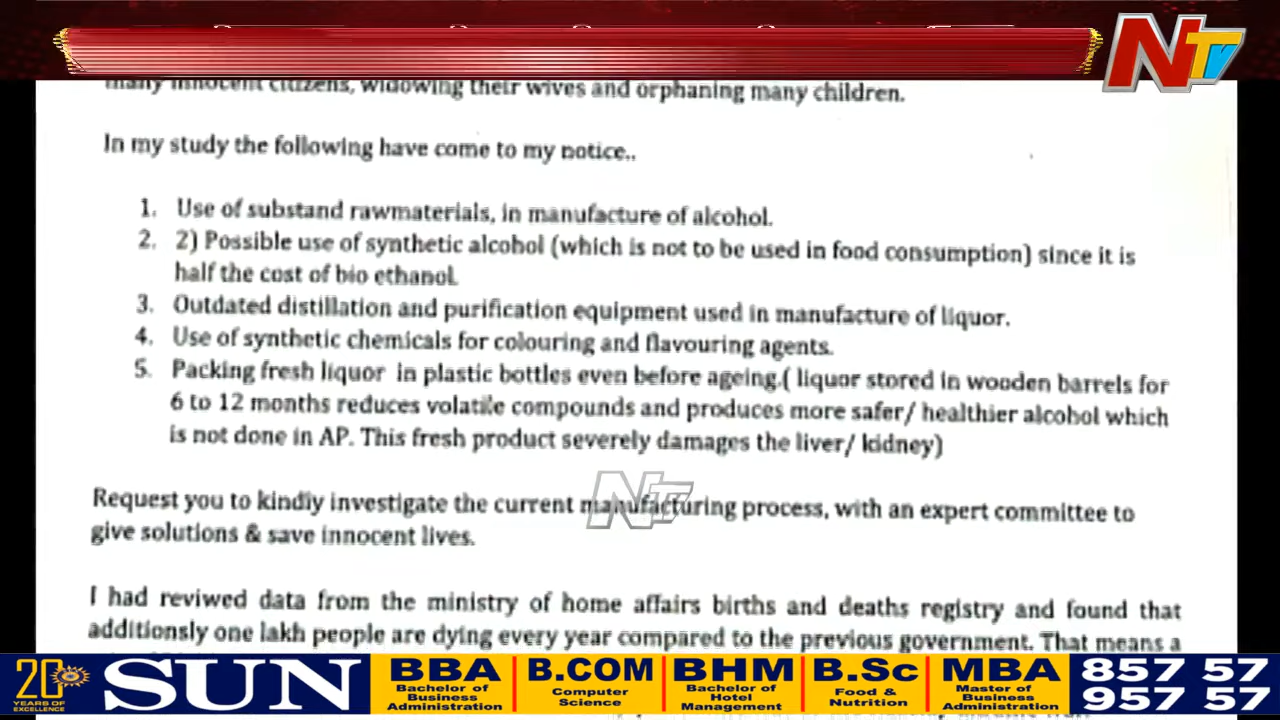 NTV
many innocent citizens, widowing their wives and orphaning many children.
In my study the following have come to my notice..
1. Use of substand rawmaterials, in manufacture of alcohol.
2. 2) Possible use of synthetic alcohol (which is not to be used in food consumption) since it is
half the cost of bio ethanol.
3. Outdated distillation and purification equipment used in manufacture of liquor.
4. Use of synthetic chemicals for colouring and flavouring agents.
5. Packing fresh liquor in plastic bottles even before ageing.( liquor stored in wooden barrels for
6 to 12 months reduces volatile compounds and produces more safer/ healthier alcohol which
is not done in AP. This fresh product severely damages the liver/ kidney)
NTV
Request you to kindly investigate the current manufacturing process, with an expert committee to
give solutions & save innocent lives.
I had reviwed data from the ministry of home affairs births and deaths registry and found that
additionsly one lakh people are dying every year compared to the previous government. That means a
20
YEARS OF
EXCELLENCE
SUN
BBA
Bachelor of
Business
Administration
B.COM
Computer
Science
BHM
Bachelor of
Hotel
Management
B.Sc
Food &
Nutrition
MBA
Master of
Business
Administration
857 57
957 57